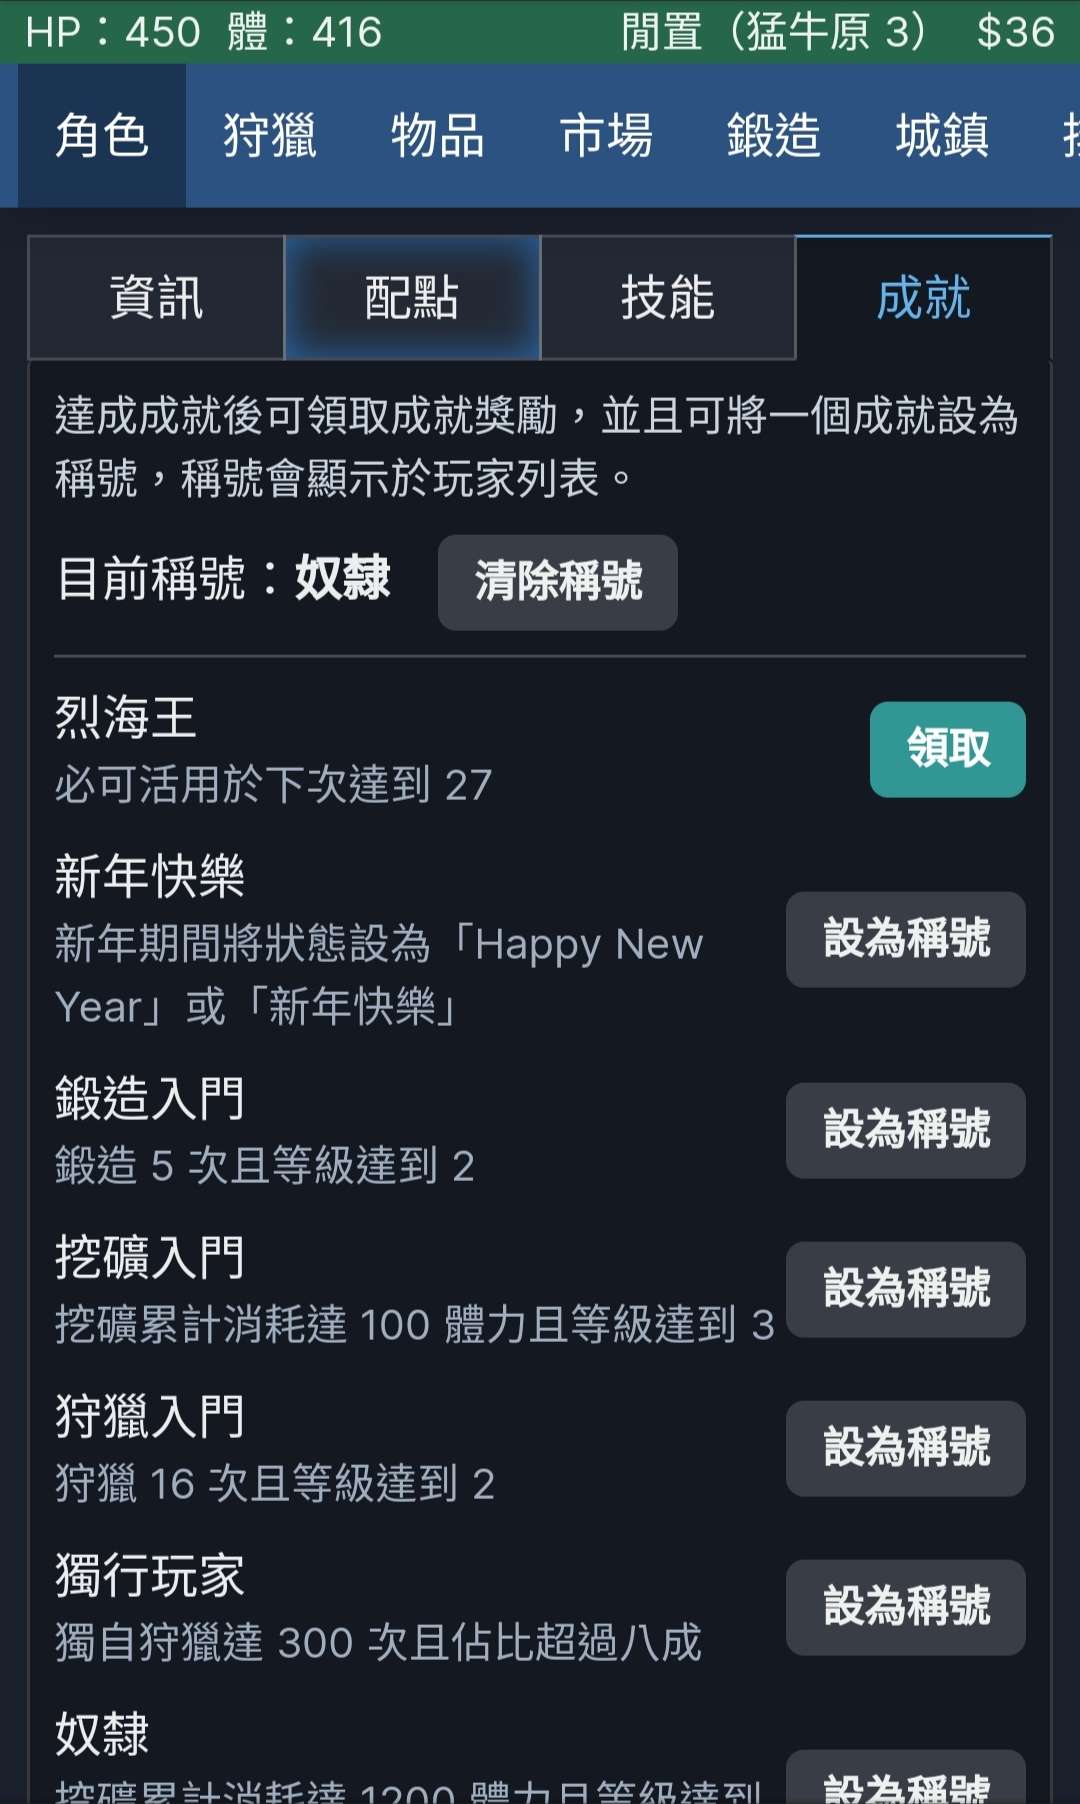 HP：450 體：416 閒置（猛牛原 3） $36
角色 狩獵 物品 市場 鍛造 城鎮
資訊 配點 技能 成就
達成成就後可領取成就獎勵，並且可將一個成就設為
稱號，稱號會顯示於玩家列表。
目前稱號：奴隸 清除稱號
烈海王
必可活用於下次達到 27
領取
新年快樂
新年期間將狀態設為「Happy New
Year」或「新年快樂」
設為稱號
鍛造入門
鍛造 5 次且等級達到 2
設為稱號
挖礦入門
挖礦累計消耗達 100 體力且等級達到 3
設為稱號
狩獵入門
狩獵 16 次且等級達到 2
設為稱號
獨行玩家
獨自狩獵達 300 次且佔比超過八成
設為稱號
奴隸
挖礦累計消耗達 1200 體力且等級達到
設為稱號